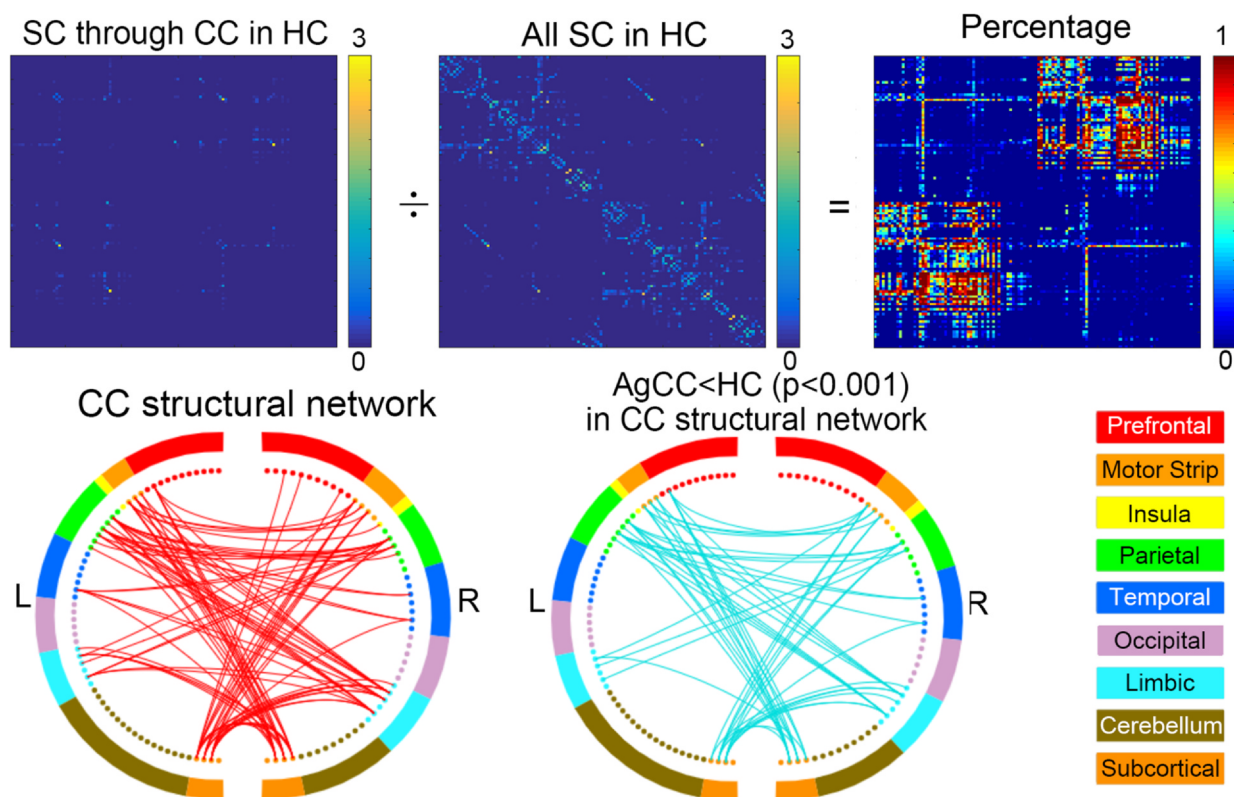 SC through CC in HC
3
0
÷
All SC in HC
3
0
=
Percentage
1
0
CC structural network
L
R
AgCC<HC (p<0.001)
in CC structural network
L
R
Prefrontal
Motor Strip
Insula
Parietal
Temporal
Occipital
Limbic
Cerebellum
Subcortical